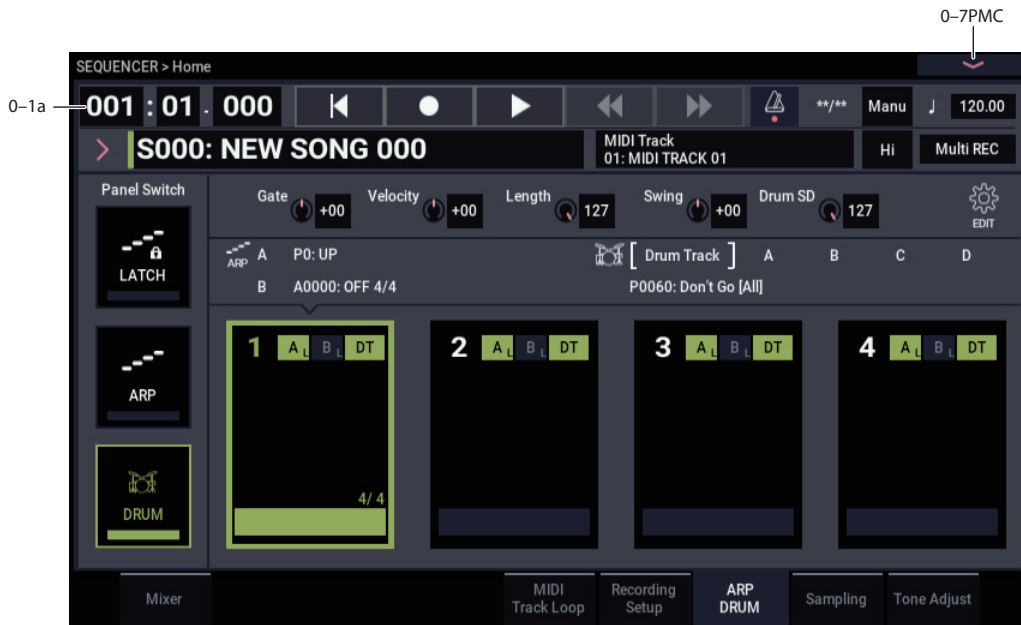 0–7PMC
SEQUENCER > Home
0–1a
001 : 01 . 000
**/** Manu ♩ 120.00
S000: NEW SONG 000
MIDI Track
01: MIDI TRACK 01
Hi Multi REC
Panel Switch
Gate +00 Velocity +00 Length 127 Swing +00 Drum SD 127
EDIT
LATCH
ARP A P0: UP [ Drum Track ] A B C D
B A0000: OFF 4/4 P0060: Don't Go [All]
1 A L B L DT 2 A L B L DT 3 A L B L DT 4 A L B L DT
ARP
4/ 4
DRUM
Mixer
MIDI
Track Loop
Recording
Setup
ARP
DRUM
Sampling
Tone Adjust